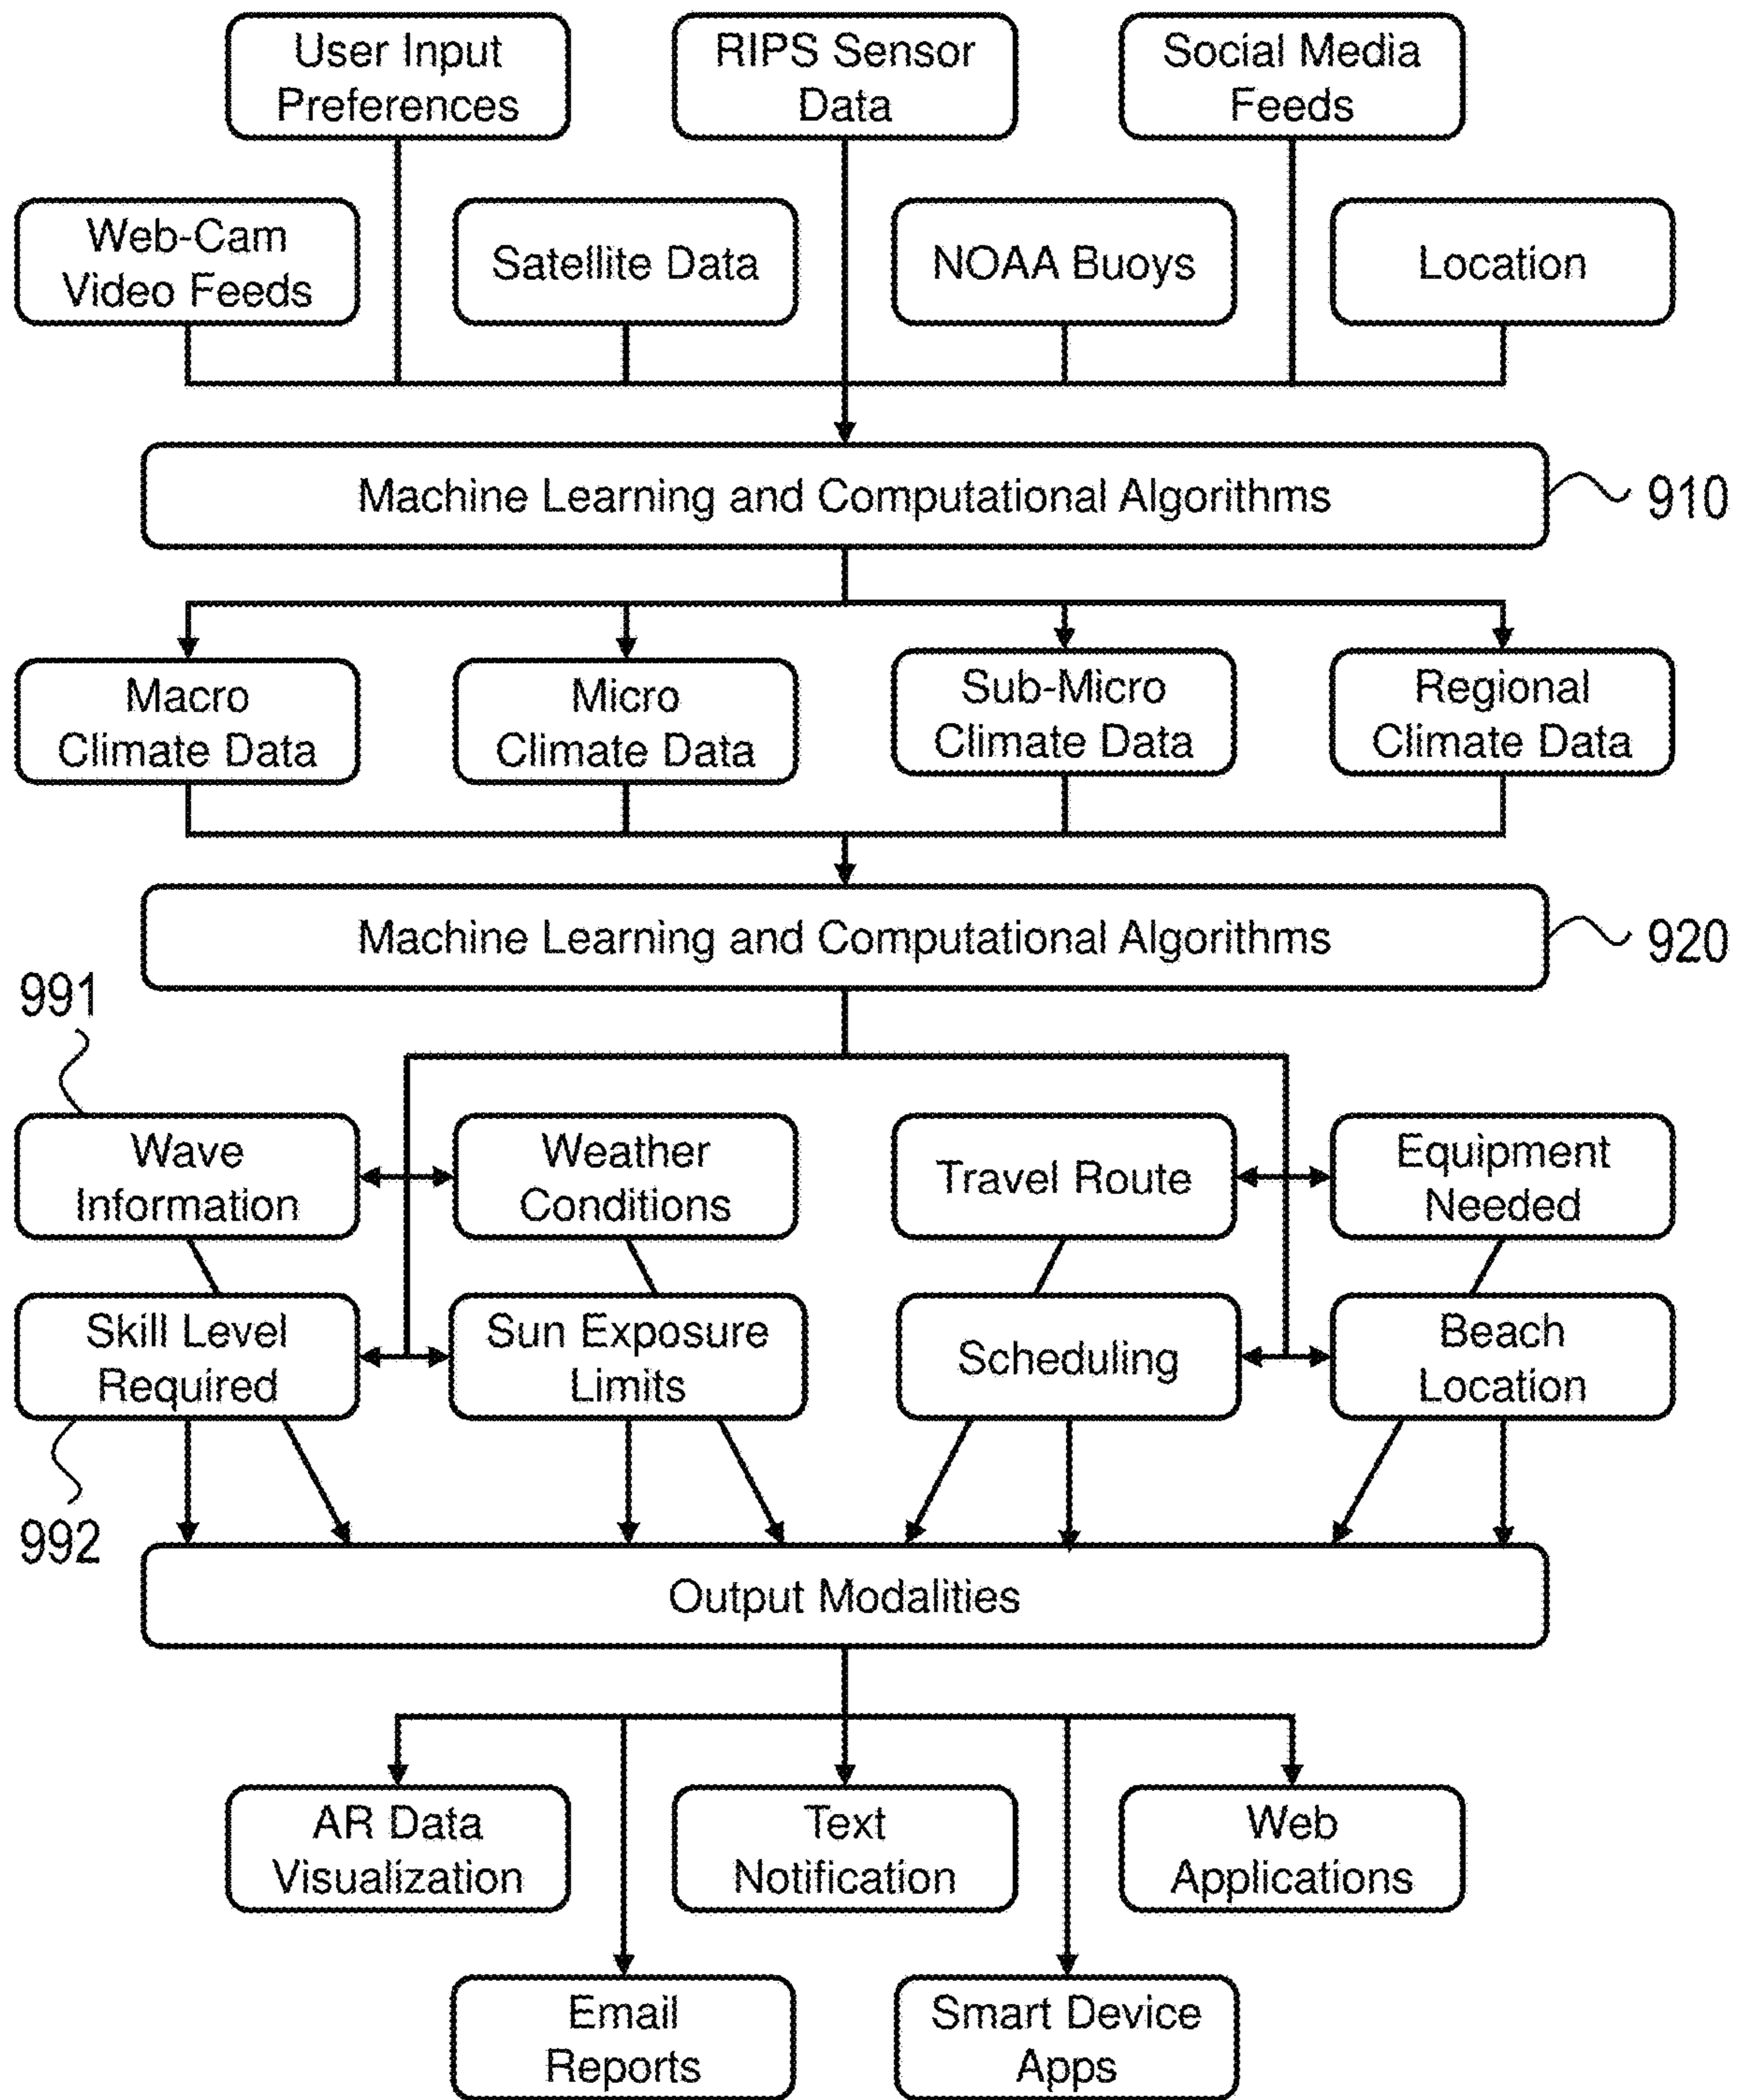 User Input
Preferences
RIPS Sensor
Data
Social Media
Feeds
Web-Cam
Video Feeds
Satellite Data
NOAA Buoys
Location
Machine Learning and Computational Algorithms
910
Macro
Climate Data
Micro
Climate Data
Sub-Micro
Climate Data
Regional
Climate Data
Machine Learning and Computational Algorithms
920
991
Wave
Information
Weather
Conditions
Travel Route
Equipment
Needed
Skill Level
Required
Sun Exposure
Limits
Scheduling
Beach
Location
992
Output Modalities
AR Data
Visualization
Text
Notification
Web
Applications
Email
Reports
Smart Device
Apps